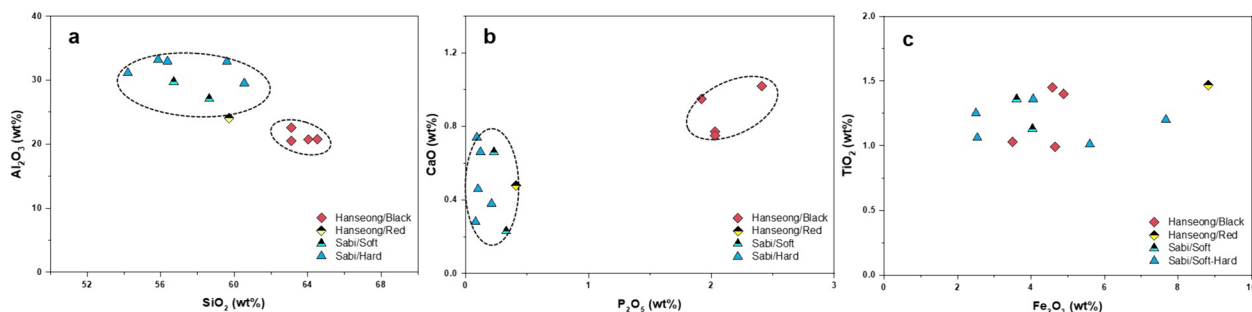 a
40
30
20
10
0
Al₂O₃ (wt%)
52
56
60
64
68
SiO₂ (wt%)
Hanseong/Black
Hanseong/Red
Sabi/Soft
Sabi/Hard
b
1.2
0.8
0.4
0.0
CaO (wt%)
0
1
2
3
P₂O₅ (wt%)
Hanseong/Black
Hanseong/Red
Sabi/Soft
Sabi/Hard
c
2.0
1.5
1.0
0.5
0.0
TiO₂ (wt%)
0
2
4
6
8
10
Fe₂O₃ (wt%)
Hanseong/Black
Hanseong/Red
Sabi/Soft
Sabi/Soft-Hard